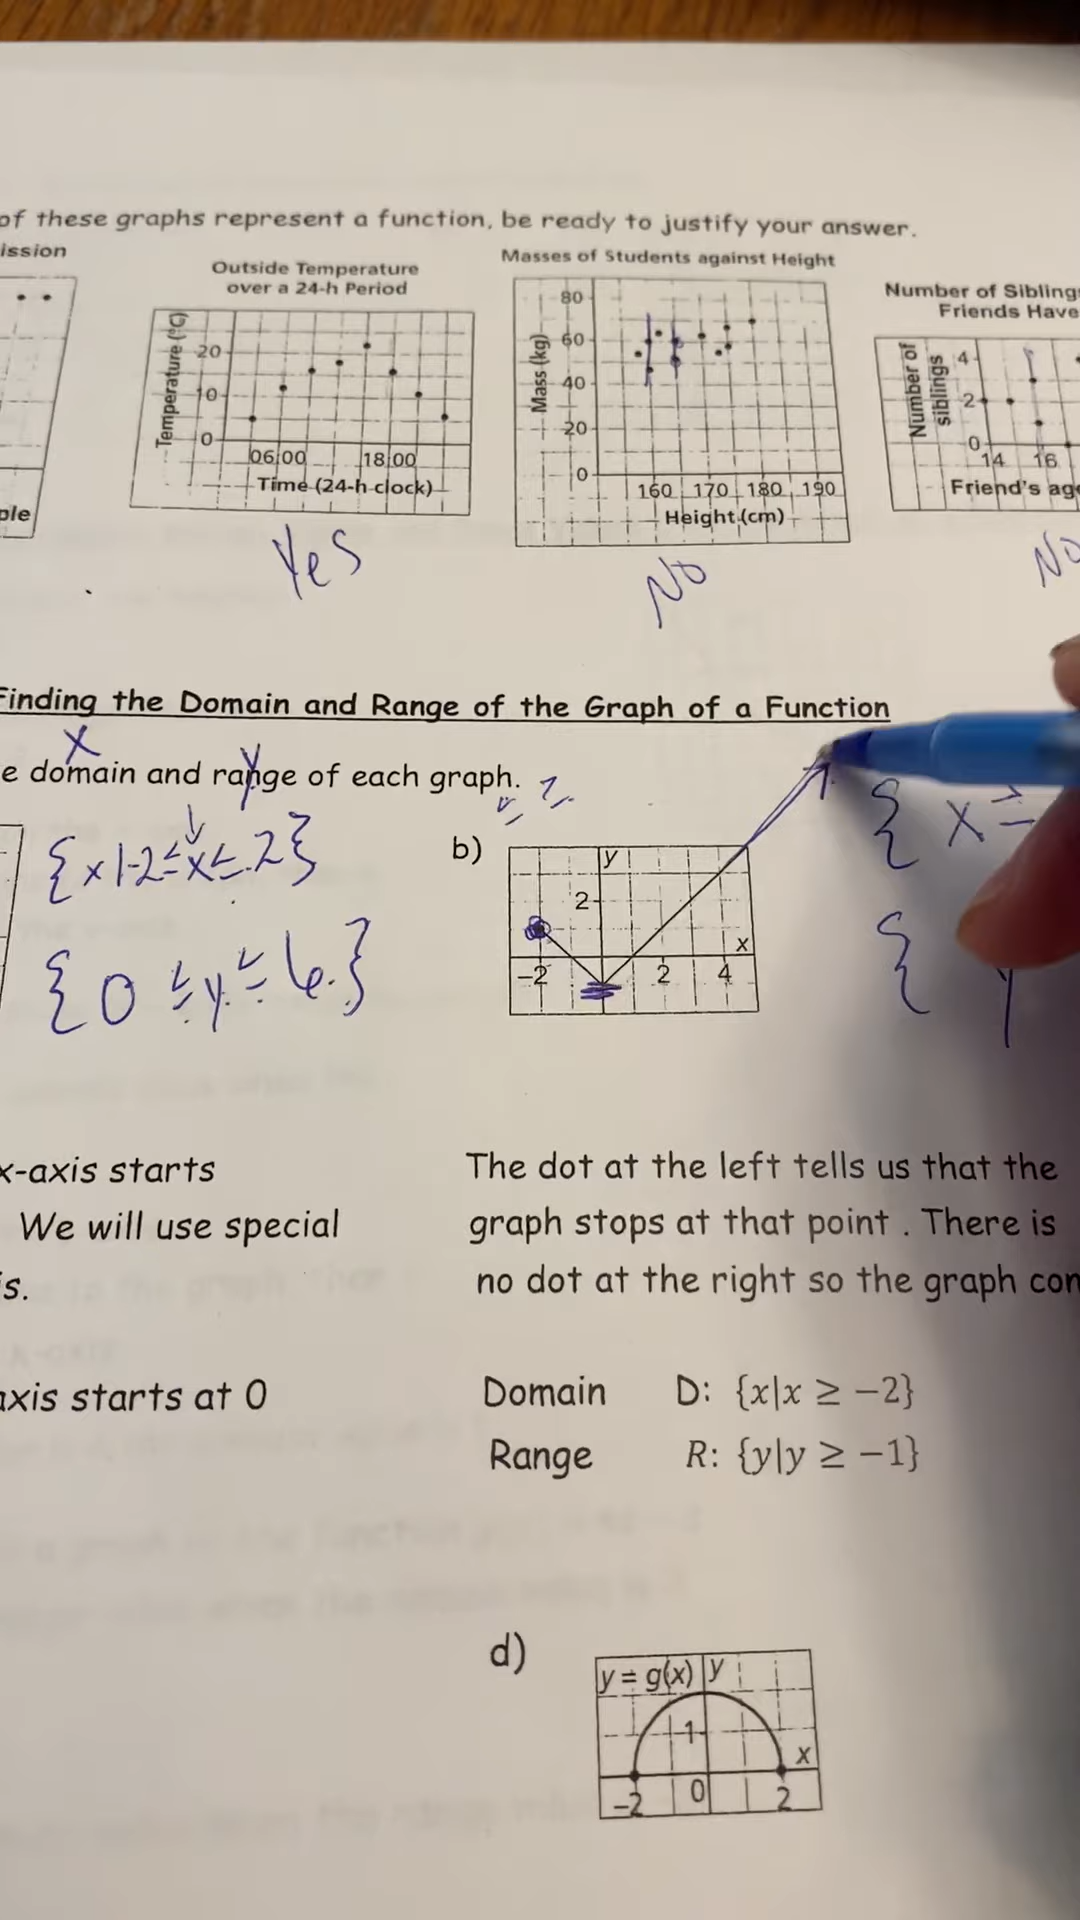 of these graphs represent a function, be ready to justify your answer.
ission
Outside Temperature
over a 24-h Period
Temperature (°C)
20
10
0
06:00 18:00
Time (24-h clock)
Masses of Students against Height
Mass (kg)
80
60
40
20
0
160 170 180 190
Height (cm)
Number of Sibling
Friends Have
Number of
siblings
4
2
0
14 16
Friend's ag
ple
Yes
No
No
Finding the Domain and Range of the Graph of a Function
x y
e domain and range of each graph.
{x|-2≤x≤2}
{0≤y≤6.}
b)
y
2
x
-2 2 4
{ x ≥
{ y
x-axis starts
We will use special
is.
axis starts at 0
The dot at the left tells us that the
graph stops at that point . There is
no dot at the right so the graph con
Domain D: {x|x ≥ −2}
Range R: {y|y ≥ −1}
d)
y = g(x) y
1
x
-2 0 2